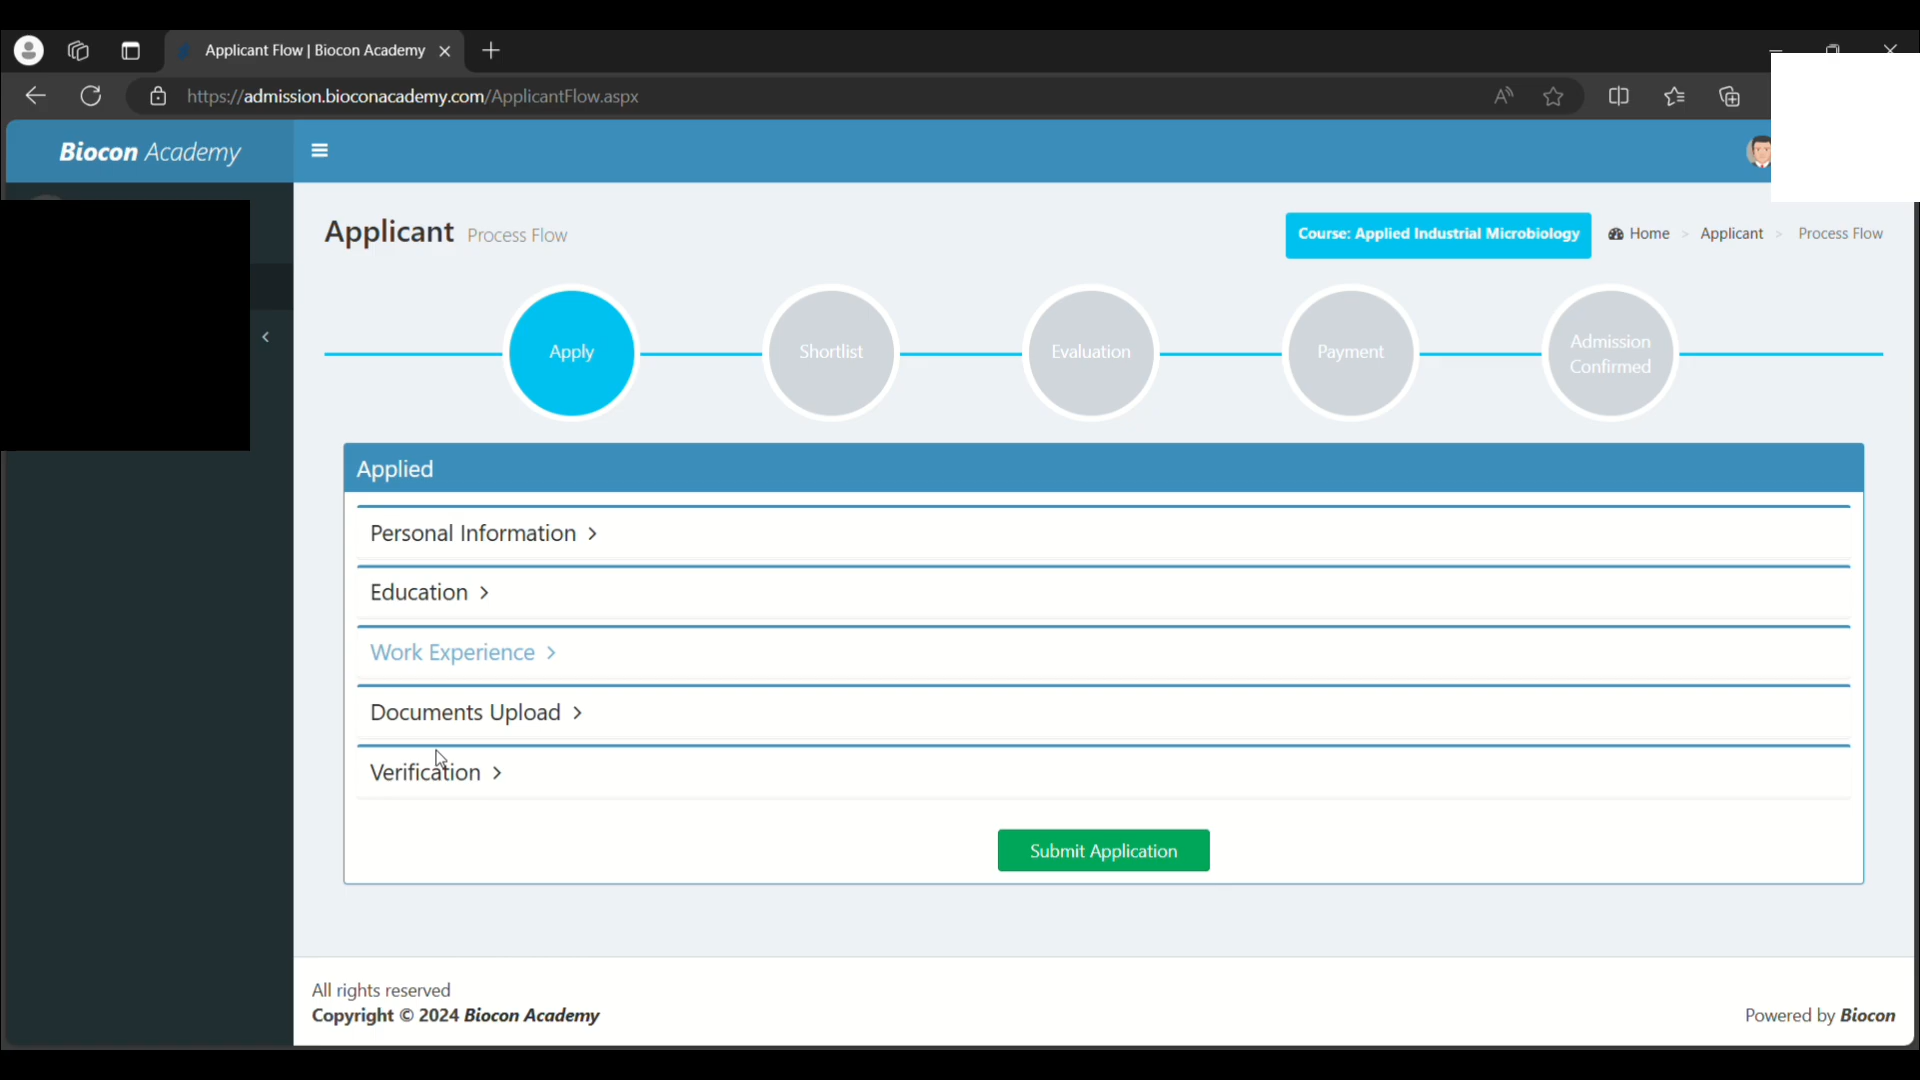 Applicant Flow | Biocon Academy
https://admission.bioconacademy.com/ApplicantFlow.aspx
Biocon Academy
Applicant Process Flow
Course: Applied Industrial Microbiology
Home > Applicant > Process Flow
Apply
Shortlist
Evaluation
Payment
Admission
Confirmed
Applied
Personal Information >
Education >
Work Experience >
Documents Upload >
Verification >
Submit Application
All rights reserved
Copyright © 2024 Biocon Academy
Powered by Biocon